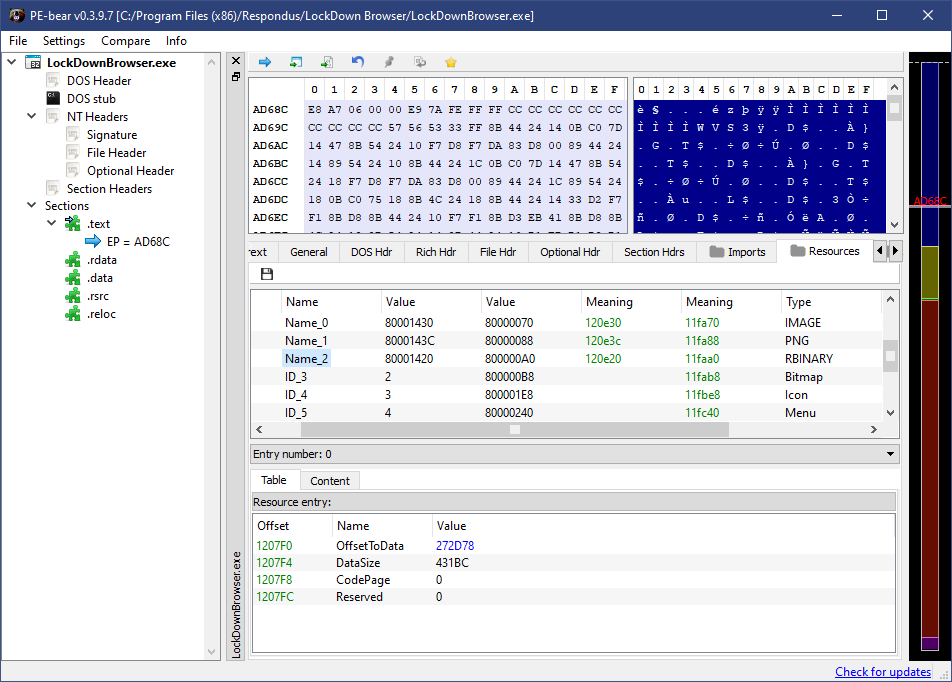 PE-bear v0.3.9.7 [C:/Program Files (x86)/Respondus/LockDown Browser/LockDownBrowser.exe]
File Settings Compare Info
LockDownBrowser.exe
DOS Header
DOS stub
NT Headers
Signature
File Header
Optional Header
Section Headers
Sections
.text
EP = AD68C
.rdata
.data
.rsrc
.reloc
LockDownBrowser.exe
0 1 2 3 4 5 6 7 8 9 A B C D E F 0 1 2 3 4 5 6 7 8 9 A B C D E F
AD68C E8 A7 06 00 00 E9 7A FE FF FF CC CC CC CC CC CC è § . . . é z þ ÿ ÿ Ì Ì Ì Ì Ì Ì
AD69C CC CC CC CC 57 56 53 33 FF 8B 44 24 14 0B C0 7D Ì Ì Ì Ì W V S 3 ÿ . D $ . . À }
AD6AC 14 47 8B 54 24 10 F7 D8 F7 DA 83 D8 00 89 44 24 . G . T $ . ÷ Ø ÷ Ú . Ø . . D $
AD6BC 14 89 54 24 10 8B 44 24 1C 0B C0 7D 14 47 8B 54 . . T $ . . D $ . . À } . G . T
AD6CC 24 18 F7 D8 F7 DA 83 D8 00 89 44 24 1C 89 54 24 $ . ÷ Ø ÷ Ú . Ø . . D $ . . T $
AD6DC 18 0B C0 75 18 8B 4C 24 18 8B 44 24 14 33 D2 F7 . . À u . . L $ . . D $ . 3 Ò ÷
AD6EC F1 8B D8 8B 44 24 10 F7 F1 8B D3 EB 41 8B D8 8B ñ . Ø . D $ . ÷ ñ . Ó ë A . Ø .
AD68C
ext General DOS Hdr Rich Hdr File Hdr Optional Hdr Section Hdrs Imports Resources
Name Value Value Meaning Meaning Type
Name_0 80001430 80000070 120e30 11fa70 IMAGE
Name_1 8000143C 80000088 120e3c 11fa88 PNG
Name_2 80001420 800000A0 120e20 11faa0 RBINARY
ID_3 2 800000B8 11fab8 Bitmap
ID_4 3 800001E8 11fbe8 Icon
ID_5 4 80000240 11fc40 Menu
Entry number: 0
Table Content
Resource entry:
Offset Name Value
1207F0 OffsetToData 272D78
1207F4 DataSize 431BC
1207F8 CodePage 0
1207FC Reserved 0
Check for updates